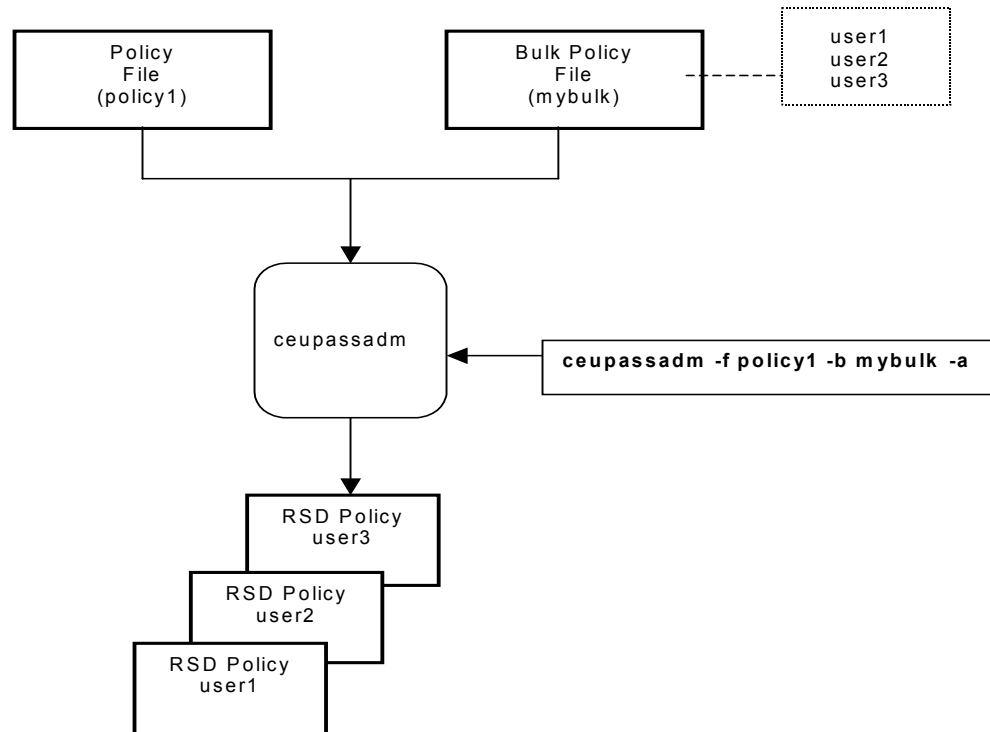 Policy
File
(policy1)
Bulk Policy
File
(mybulk)
user1
user2
user3
ceupassadm
ceupassadm -f policy1 -b mybulk -a
RSD Policy
user3
RSD Policy
user2
RSD Policy
user1